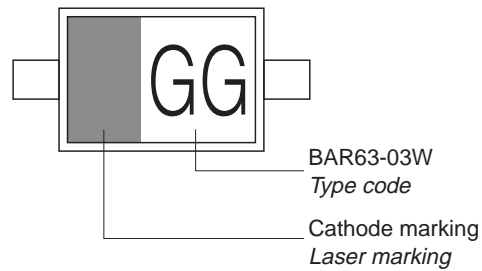 GG
BAR63-03W
Type code
Cathode marking
Laser marking